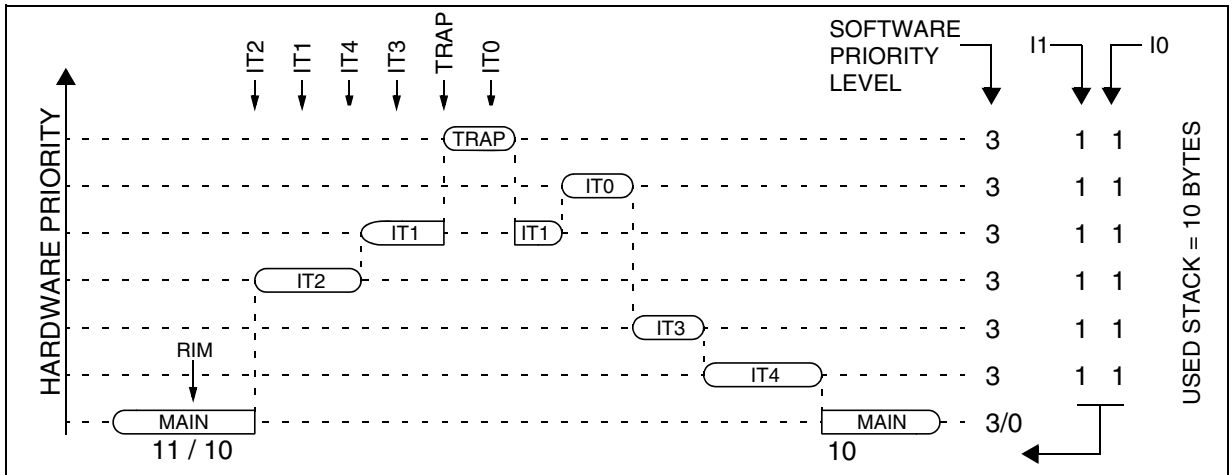 IT2
IT1
IT4
IT3
TRAP
IT0
SOFTWARE
PRIORITY
LEVEL
I1
I0
HARDWARE PRIORITY
TRAP
3
1 1
IT0
3
1 1
IT1
IT1
3
1 1
IT2
3
1 1
IT3
3
1 1
RIM
IT4
3
1 1
MAIN
MAIN
3/0
11 / 10
10
USED STACK = 10 BYTES